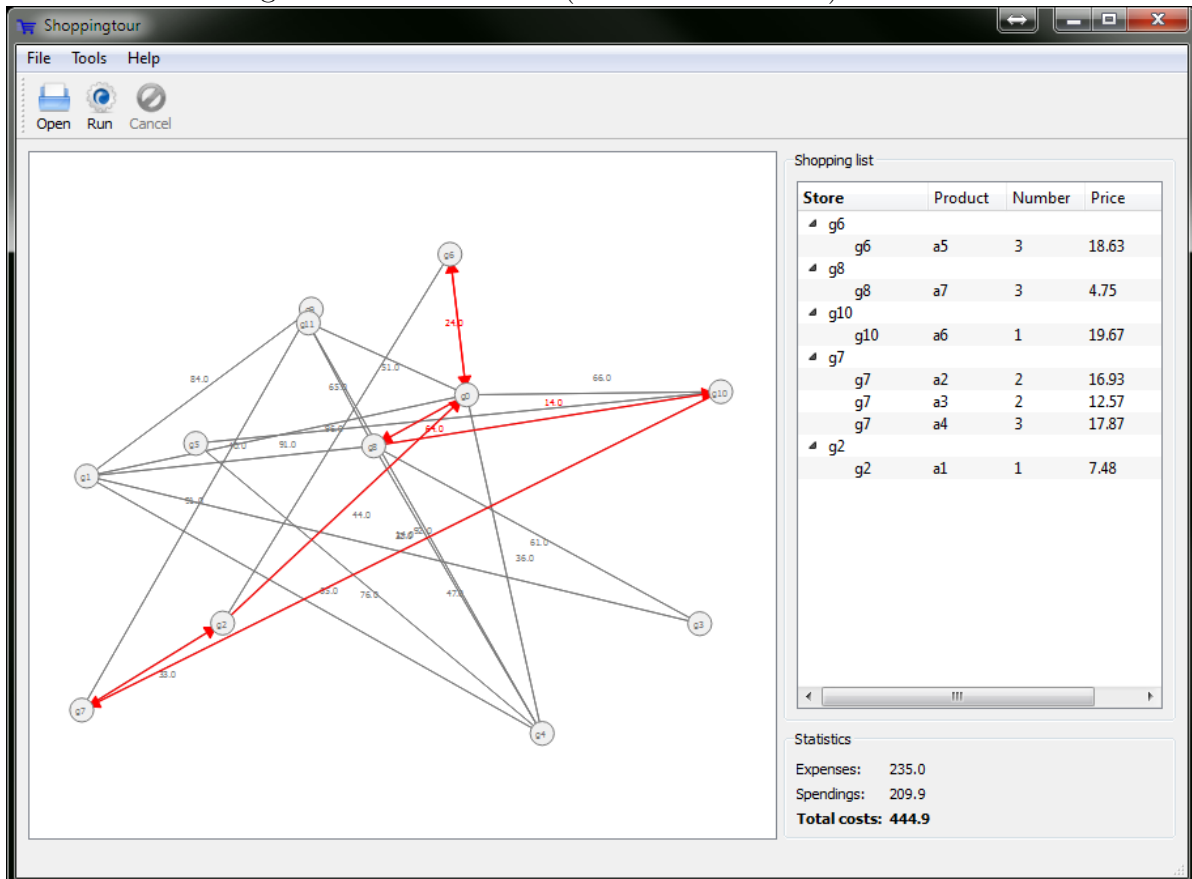 Shoppingtour
File Tools Help
Open Run Cancel
Shopping list
Store Product Number Price
g6
g6 a5 3 18.63
g8
g8 a7 3 4.75
g10
g10 a6 1 19.67
g7
g7 a2 2 16.93
g7 a3 2 12.57
g7 a4 3 17.87
g2
g2 a1 1 7.48
g6
g11
24.0
84.0
51.0
66.0
65.0
g0
g10
14.0
64.0
g5
91.0
g8
g1
44.0
61.0
36.0
76.0
47.0
g2
g3
33.0
g7
g4
Statistics
Expenses: 235.0
Spendings: 209.9
Total costs: 444.9